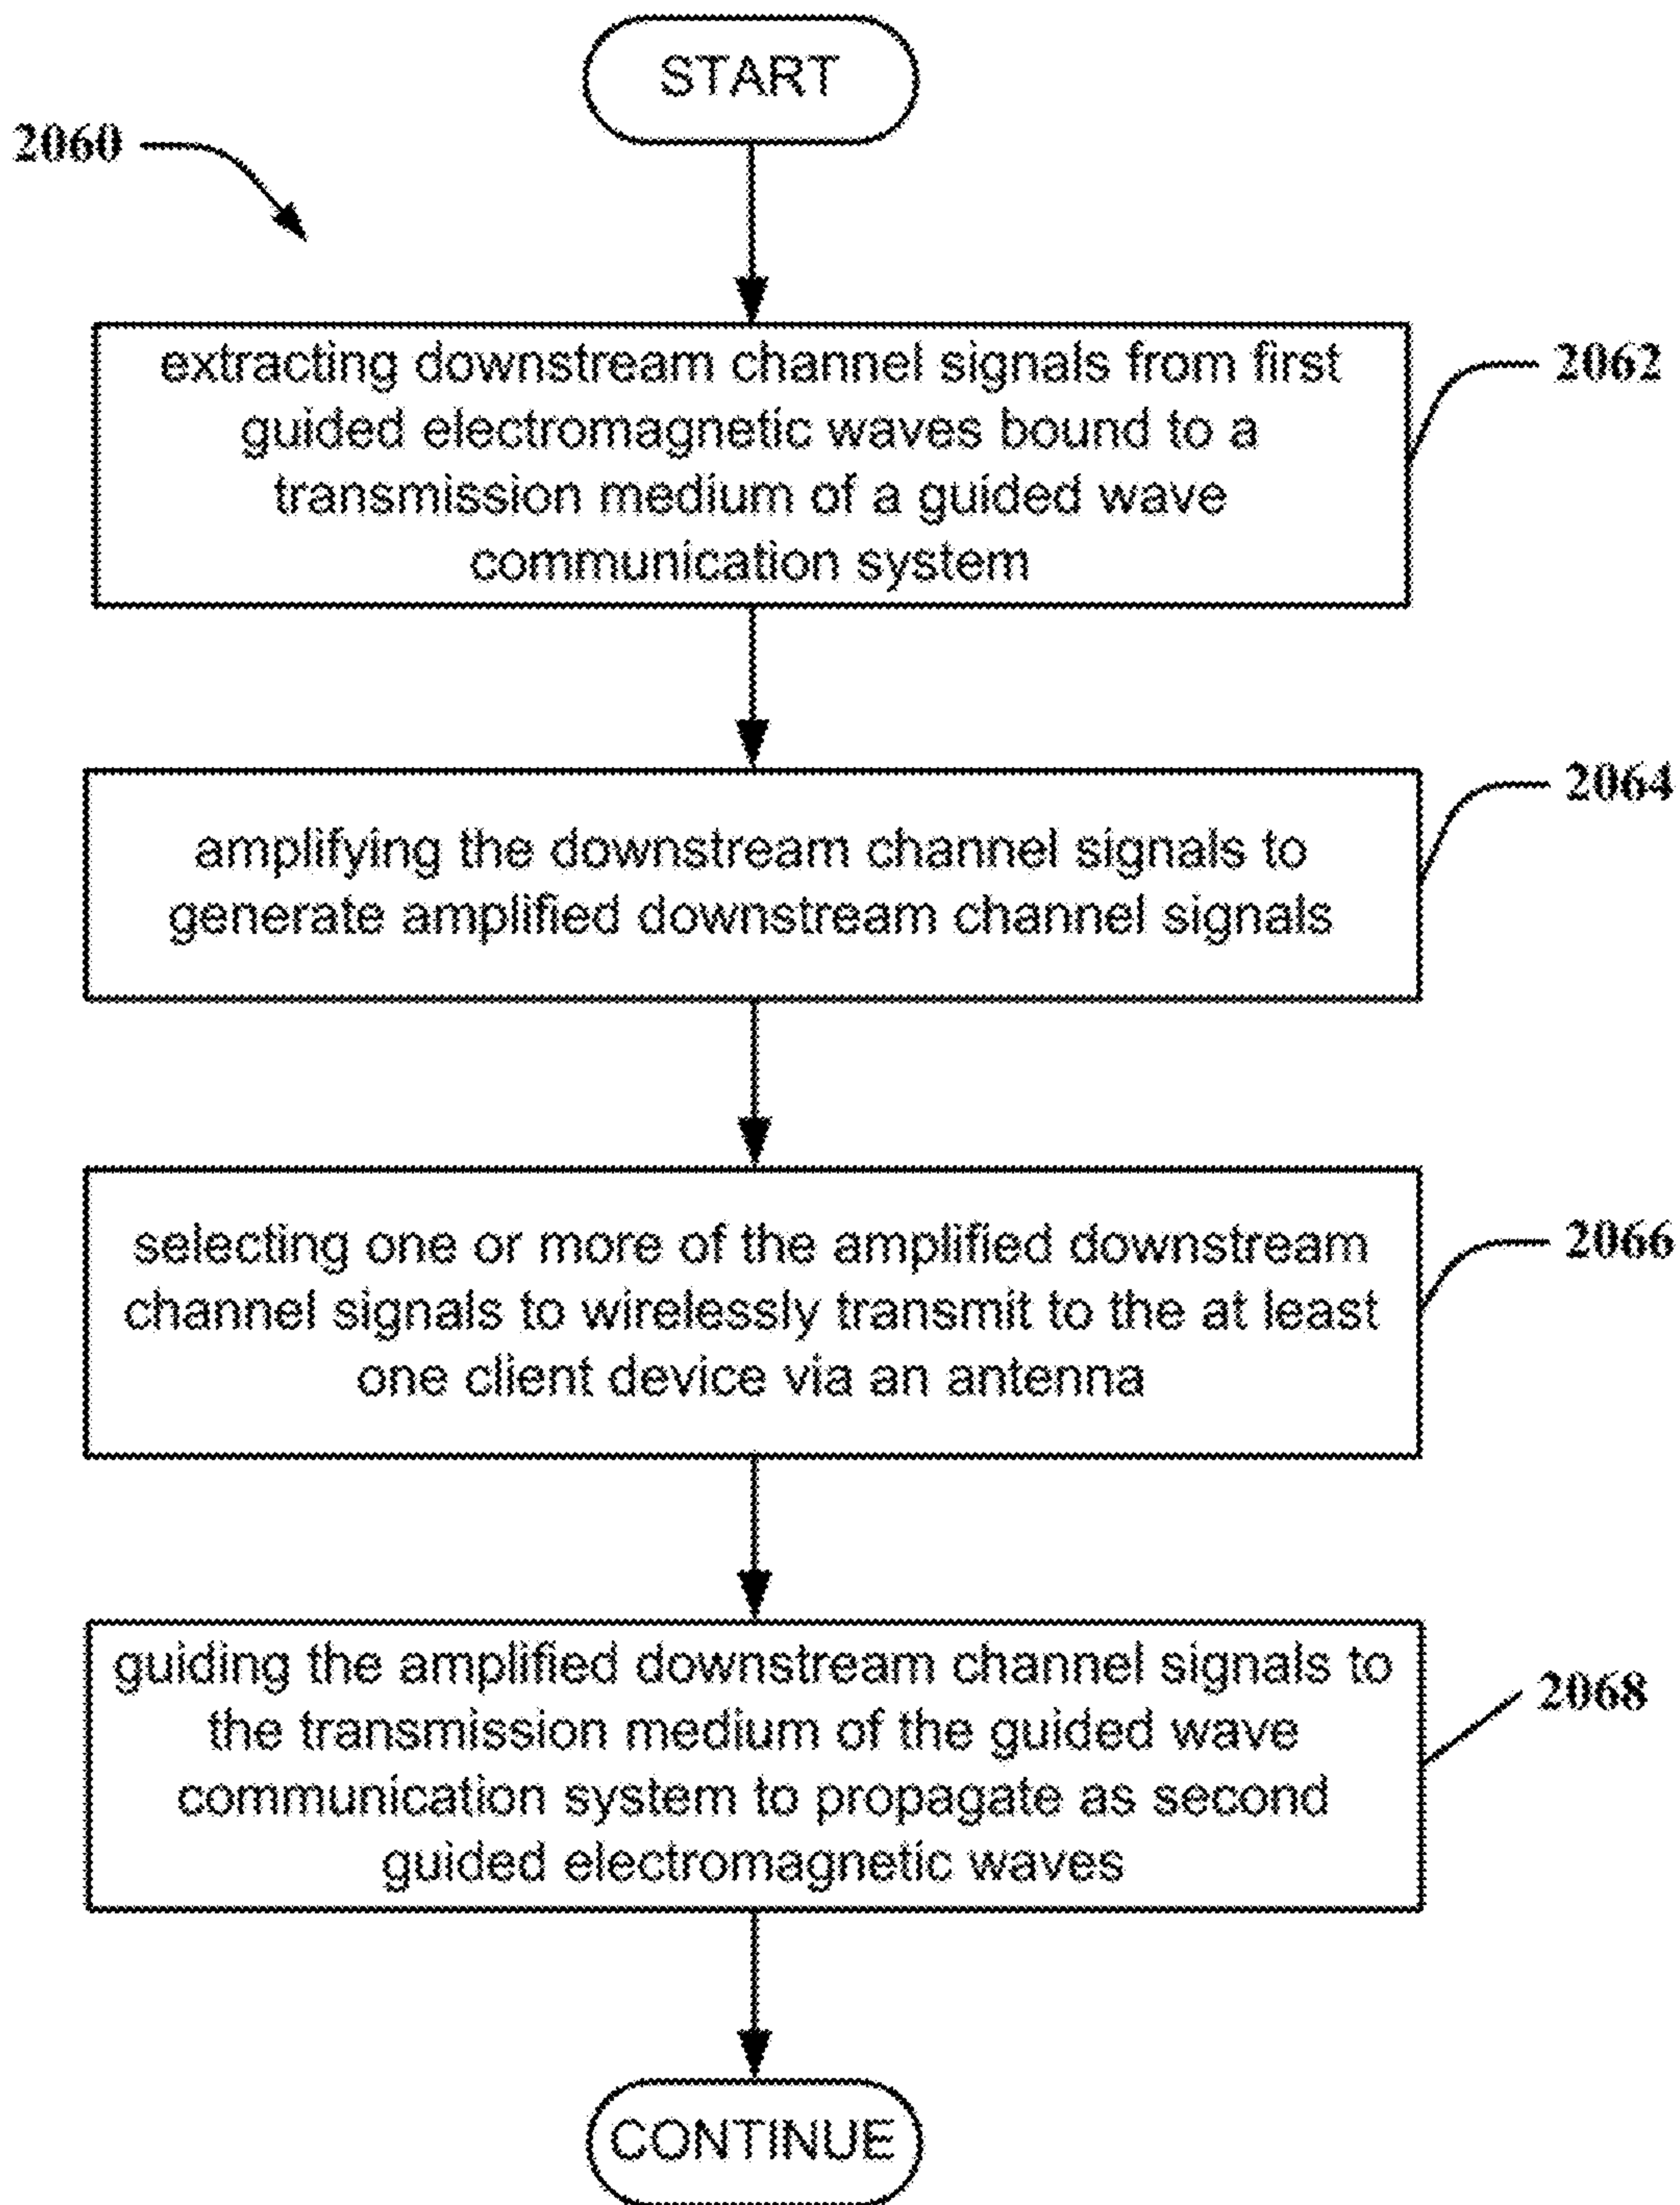 START
2060
extracting downstream channel signals from first
guided electromagnetic waves bound to a
transmission medium of a guided wave
communication system
2062
amplifying the downstream channel signals to
generate amplified downstream channel signals
2064
selecting one or more of the amplified downstream
channel signals to wirelessly transmit to the at least
one client device via an antenna
2066
guiding the amplified downstream channel signals to
the transmission medium of the guided wave
communication system to propagate as second
guided electromagnetic waves
2068
CONTINUE